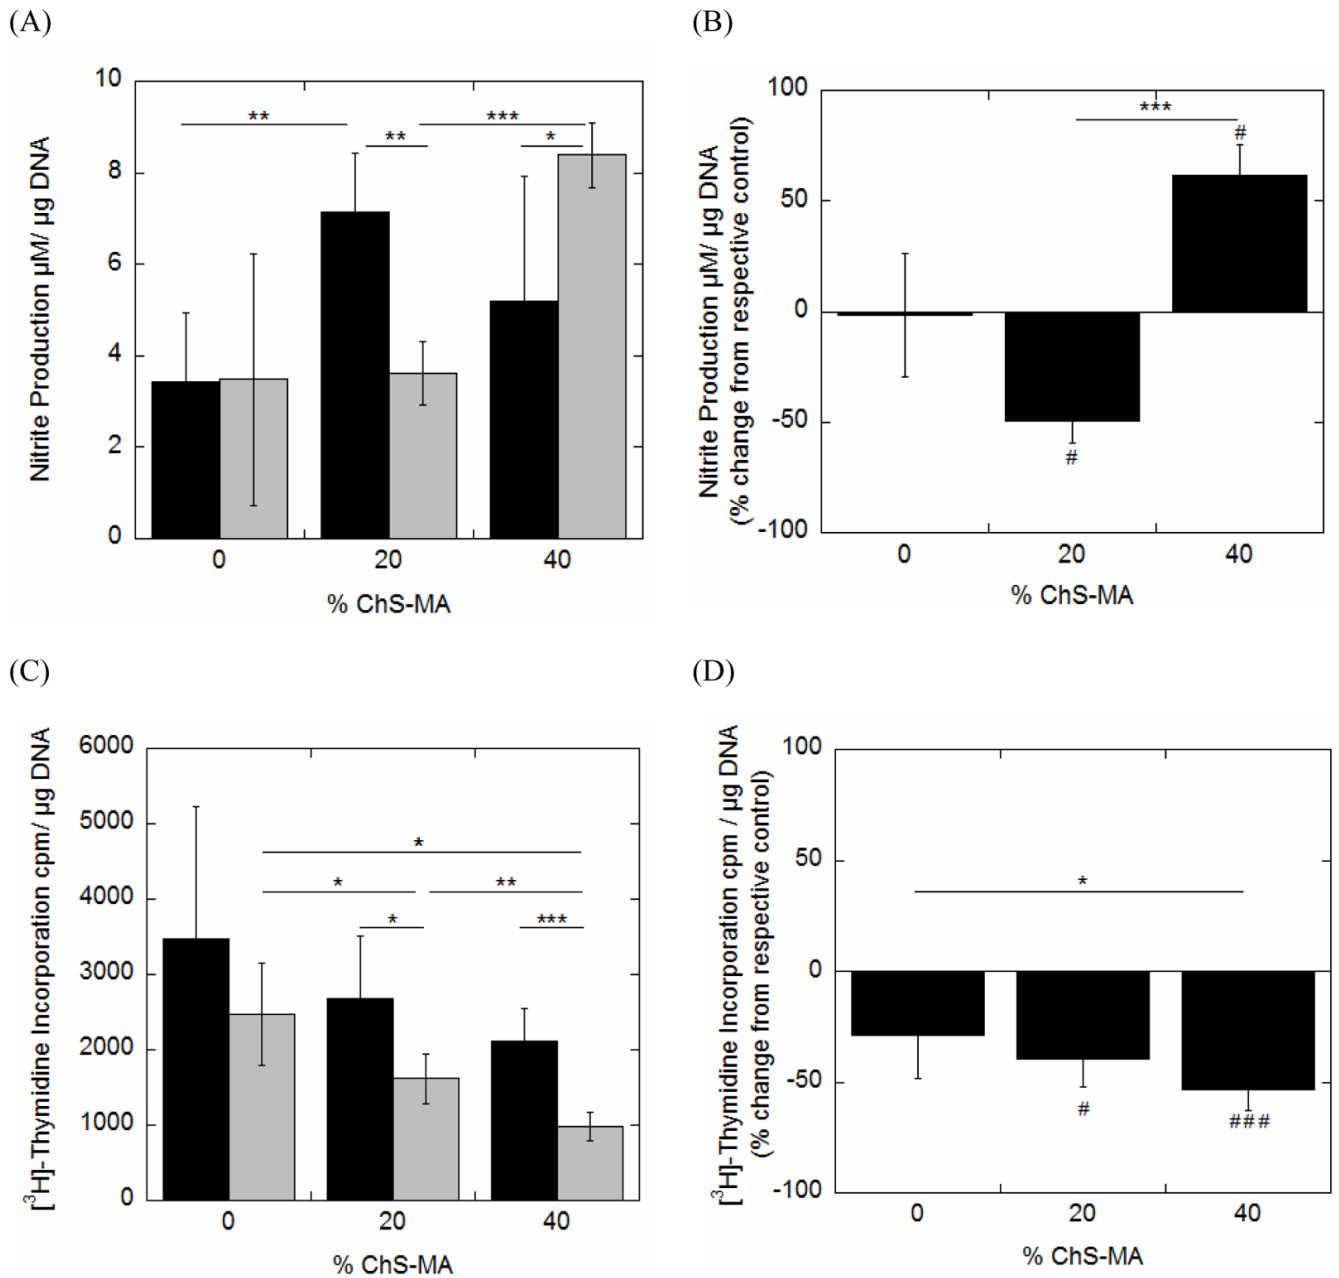 (A)
Nitrite Production µM/ µg DNA
10
8
6
4
2
0
**
**
***
*
0 20 40
% ChS-MA
(B)
Nitrite Production µM/ µg DNA
(% change from respective control)
100
50
0
-50
-100
***
#
#
0 20 40
% ChS-MA
(C)
[³H]-Thymidine Incorporation cpm/ µg DNA
6000
5000
4000
3000
2000
1000
0
*
* **
* ***
0 20 40
% ChS-MA
(D)
[³H]-Thymidine Incorporation cpm / µg DNA
(% change from respective control)
100
50
0
-50
-100
*
# ###
0 20 40
% ChS-MA